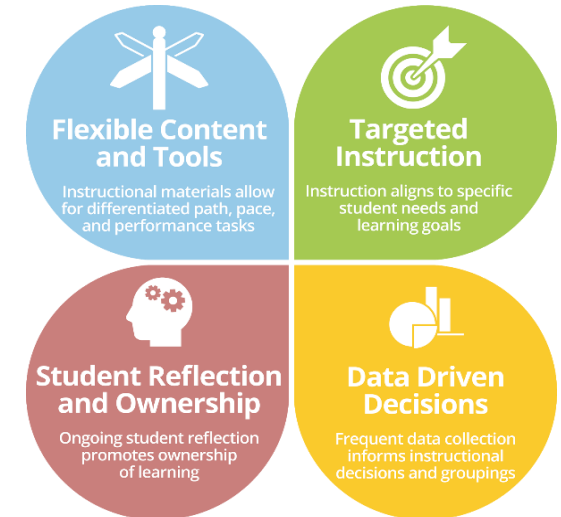 Flexible Content
and Tools
Instructional materials allow
for differentiated path, pace,
and performance tasks
Targeted
Instruction
Instruction aligns to specific
student needs and
learning goals
Student Reflection
and Ownership
Ongoing student reflection
promotes ownership
of learning
Data Driven
Decisions
Frequent data collection
informs instructional
decisions and groupings